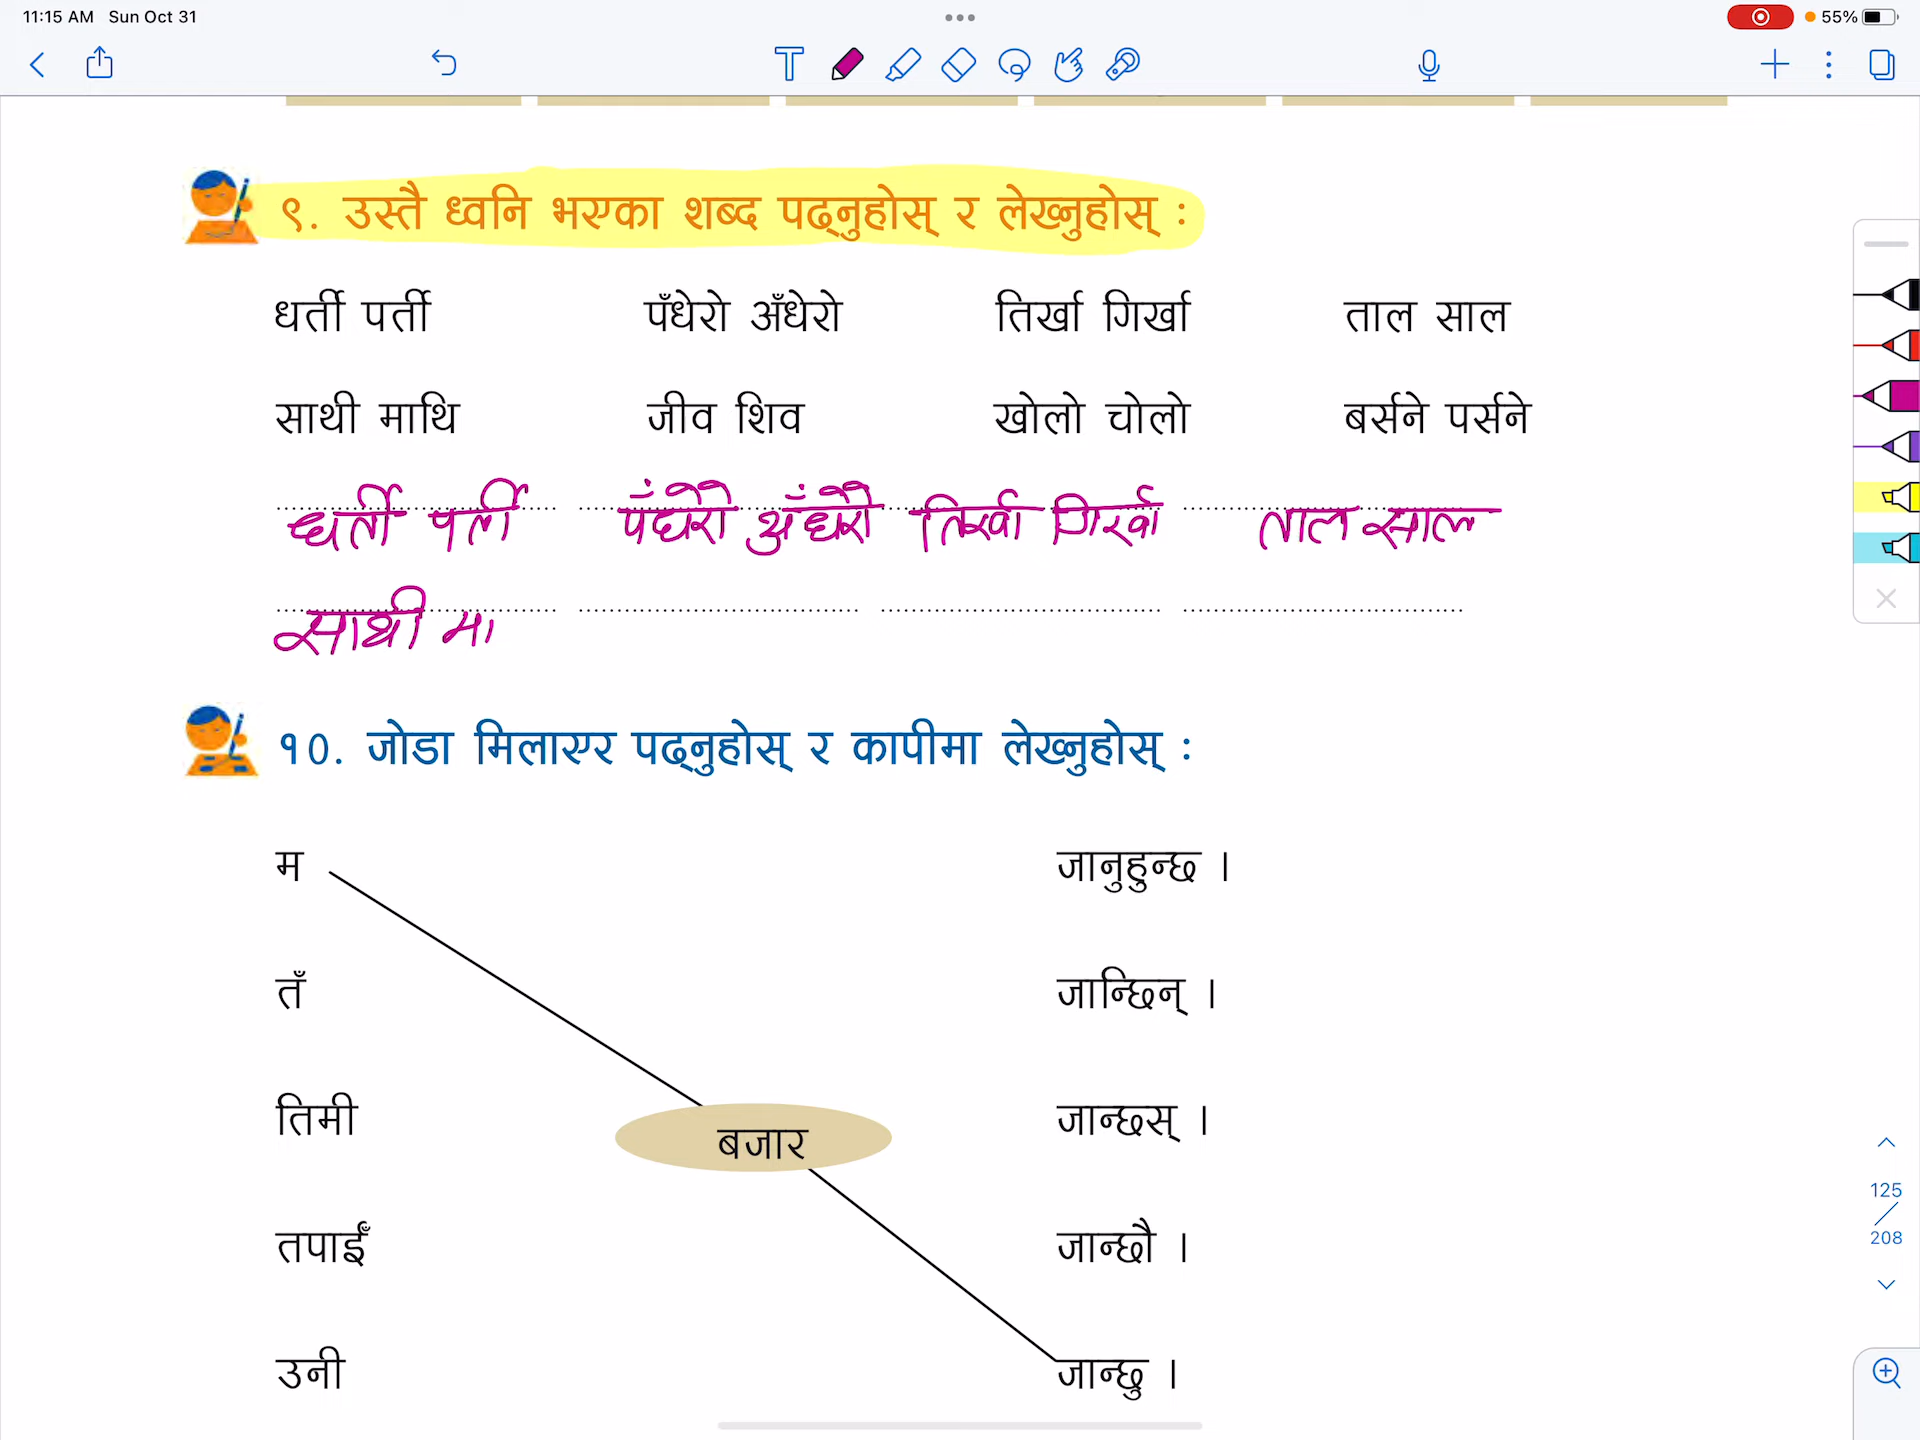 11:15 AM Sun Oct 31
55%
९. उस्तै ध्वनि भएका शब्द पढ्नुहोस् र लेख्नुहोस् :
धर्ती पर्ती पँधेरो अँधेरो तिर्खा गिर्खा ताल साल
साथी माथि जीव शिव खोलो चोलो बर्सने पर्सने
धर्ती पर्ती पँधेरो अँधेरो तिर्खा गिर्खा ताल साल
साथी मा
१०. जोडा मिलाएर पढ्नुहोस् र कापीमा लेख्नुहोस् :
म जानुहुन्छ ।
तँ जान्छिन् ।
तिमी जान्छस् ।
बजार
तपाईँ जान्छौ ।
उनी जान्छु ।
125
208